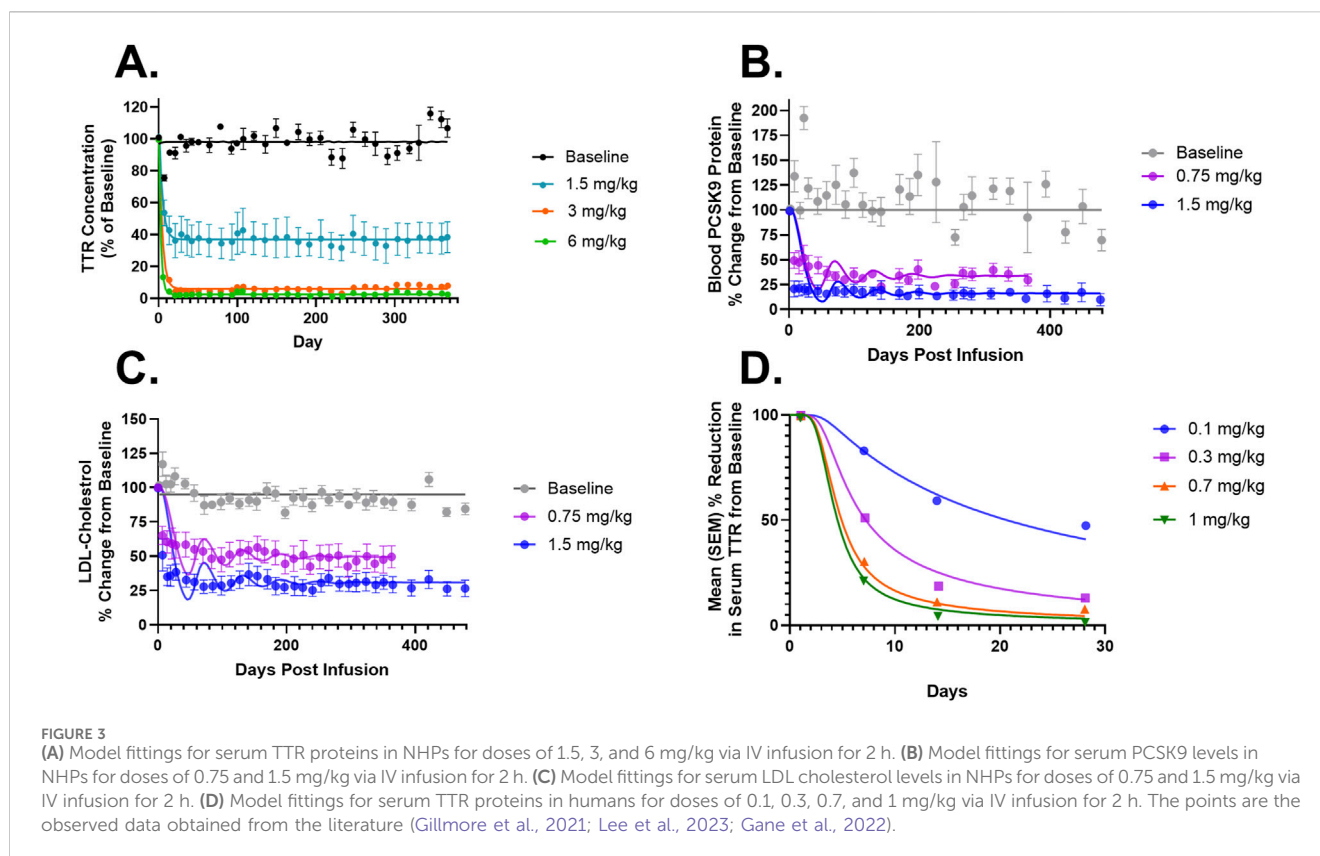 A.
TTR Concentration
(% of Baseline)
120
100
80
60
40
20
0
0
100
200
300
Day
Baseline
1.5 mg/kg
3 mg/kg
6 mg/kg
B.
Blood PCSK9 Protein
% Change from Baseline
200
175
150
125
100
75
50
25
0
0
200
400
Days Post Infusion
Baseline
0.75 mg/kg
1.5 mg/kg
C.
LDL-Cholestrol
% Change from Baseline
150
125
100
75
50
25
0
0
200
400
Days Post Infusion
Baseline
0.75 mg/kg
1.5 mg/kg
D.
Mean (SEM) % Reduction
in Serum TTR from Baseline
100
50
0
0
10
20
30
Days
0.1 mg/kg
0.3 mg/kg
0.7 mg/kg
1 mg/kg
FIGURE 3
(A) Model fittings for serum TTR proteins in NHPs for doses of 1.5, 3, and 6 mg/kg via IV infusion for 2 h. (B) Model fittings for serum PCSK9 levels in
NHPs for doses of 0.75 and 1.5 mg/kg via IV infusion for 2 h. (C) Model fittings for serum LDL cholesterol levels in NHPs for doses of 0.75 and 1.5 mg/kg via
IV infusion for 2 h. (D) Model fittings for serum TTR proteins in humans for doses of 0.1, 0.3, 0.7, and 1 mg/kg via IV infusion for 2 h. The points are the
observed data obtained from the literature (Gillmore et al., 2021; Lee et al., 2023; Gane et al., 2022).